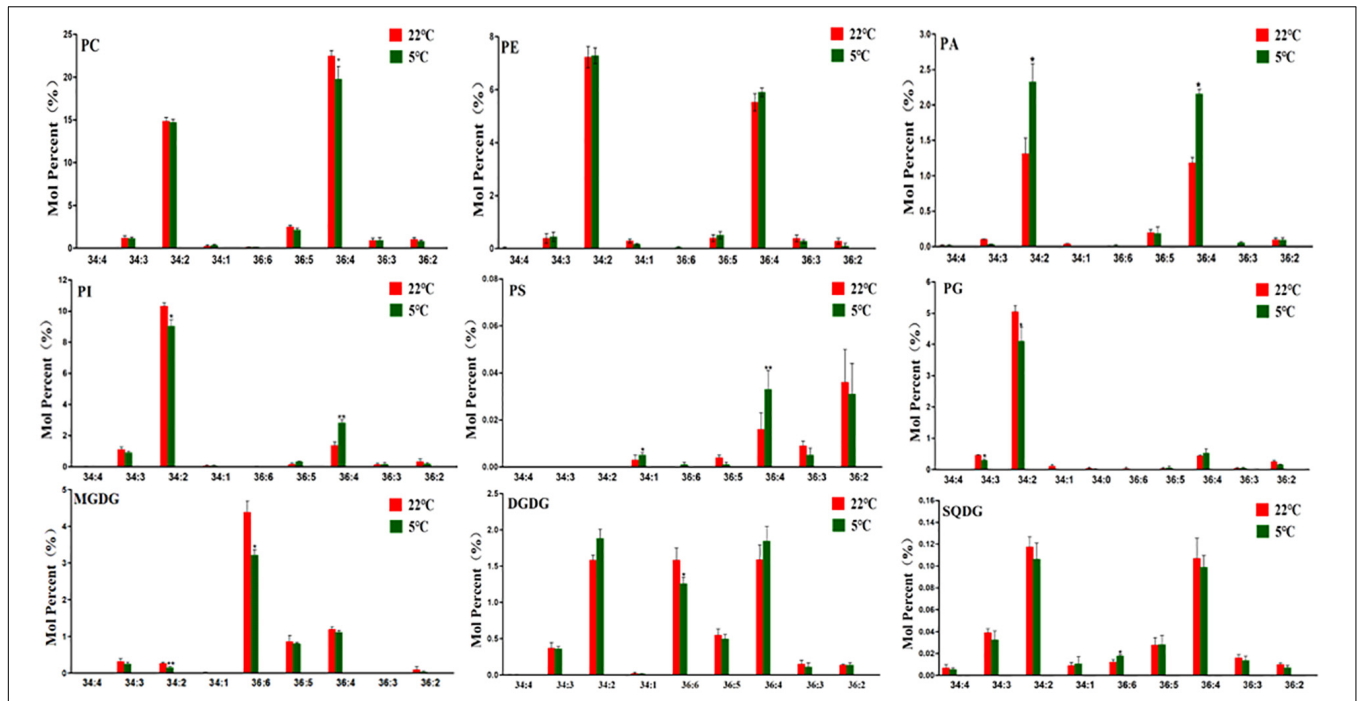 PC
22°C
5°C
Mol Percent (%)
25
20
15
10
5
0
*
34:4 34:3 34:2 34:1 36:6 36:5 36:4 36:3 36:2
PE
22°C
5°C
Mol Percent (%)
8
6
4
2
0
34:4 34:3 34:2 34:1 36:6 36:5 36:4 36:3 36:2
PA
22°C
5°C
Mol Percent (%)
3.0
2.5
2.0
1.5
1.0
0.5
0.0
* *
34:4 34:3 34:2 34:1 36:6 36:5 36:4 36:3 36:2
PI
22°C
5°C
Mol Percent (%)
12
10
8
6
4
2
0
* **
34:4 34:3 34:2 34:1 36:6 36:5 36:4 36:3 36:2
PS
22°C
5°C
Mol Percent (%)
0.08
0.06
0.04
0.02
0.00
* **
34:4 34:3 34:2 34:1 36:6 36:5 36:4 36:3 36:2
PG
22°C
5°C
Mol Percent (%)
6
5
4
3
2
1
0
* *
34:4 34:3 34:2 34:1 34:0 36:6 36:5 36:4 36:3 36:2
MGDG
22°C
5°C
Mol Percent (%)
5
4
3
2
1
0
** *
34:4 34:3 34:2 34:1 36:6 36:5 36:4 36:3 36:2
DGDG
22°C
5°C
Mol Percent (%)
2.5
2.0
1.5
1.0
0.5
0.0
*
34:4 34:3 34:2 34:1 36:6 36:5 36:4 36:3 36:2
SQDG
22°C
5°C
Mol Percent (%)
0.16
0.14
0.12
0.10
0.08
0.06
0.04
0.02
0.00
*
34:4 34:3 34:2 34:1 36:6 36:5 36:4 36:3 36:2